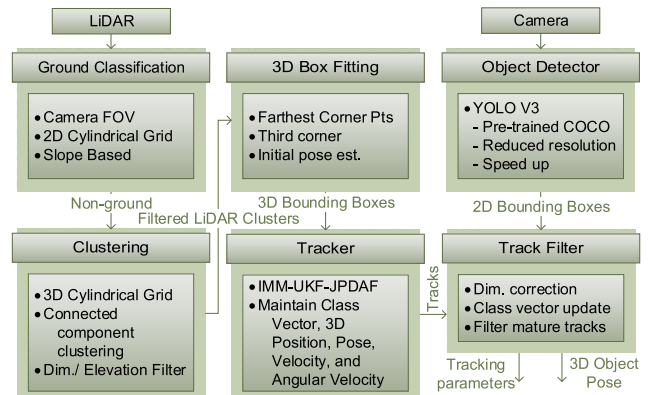 LiDAR
Camera
Ground Classification
• Camera FOV
• 2D Cylindrical Grid
• Slope Based
Non-ground
Clustering
• 3D Cylindrical Grid
• Connected
component
clustering
• Dim./ Elevation Filter
Filtered LiDAR Clusters
3D Box Fitting
• Farthest Corner Pts
• Third corner
• Initial pose est.
3D Bounding Boxes
Tracker
• IMM-UKF-JPDAF
• Maintain Class
Vector, 3D
Position, Pose,
Velocity, and
Angular Velocity
Tracks
Object Detector
• YOLO V3
- Pre-trained COCO
- Reduced resolution
- Speed up
2D Bounding Boxes
Track Filter
• Dim. correction
• Class vector update
• Filter mature tracks
Tracking
parameters
3D Object
Pose